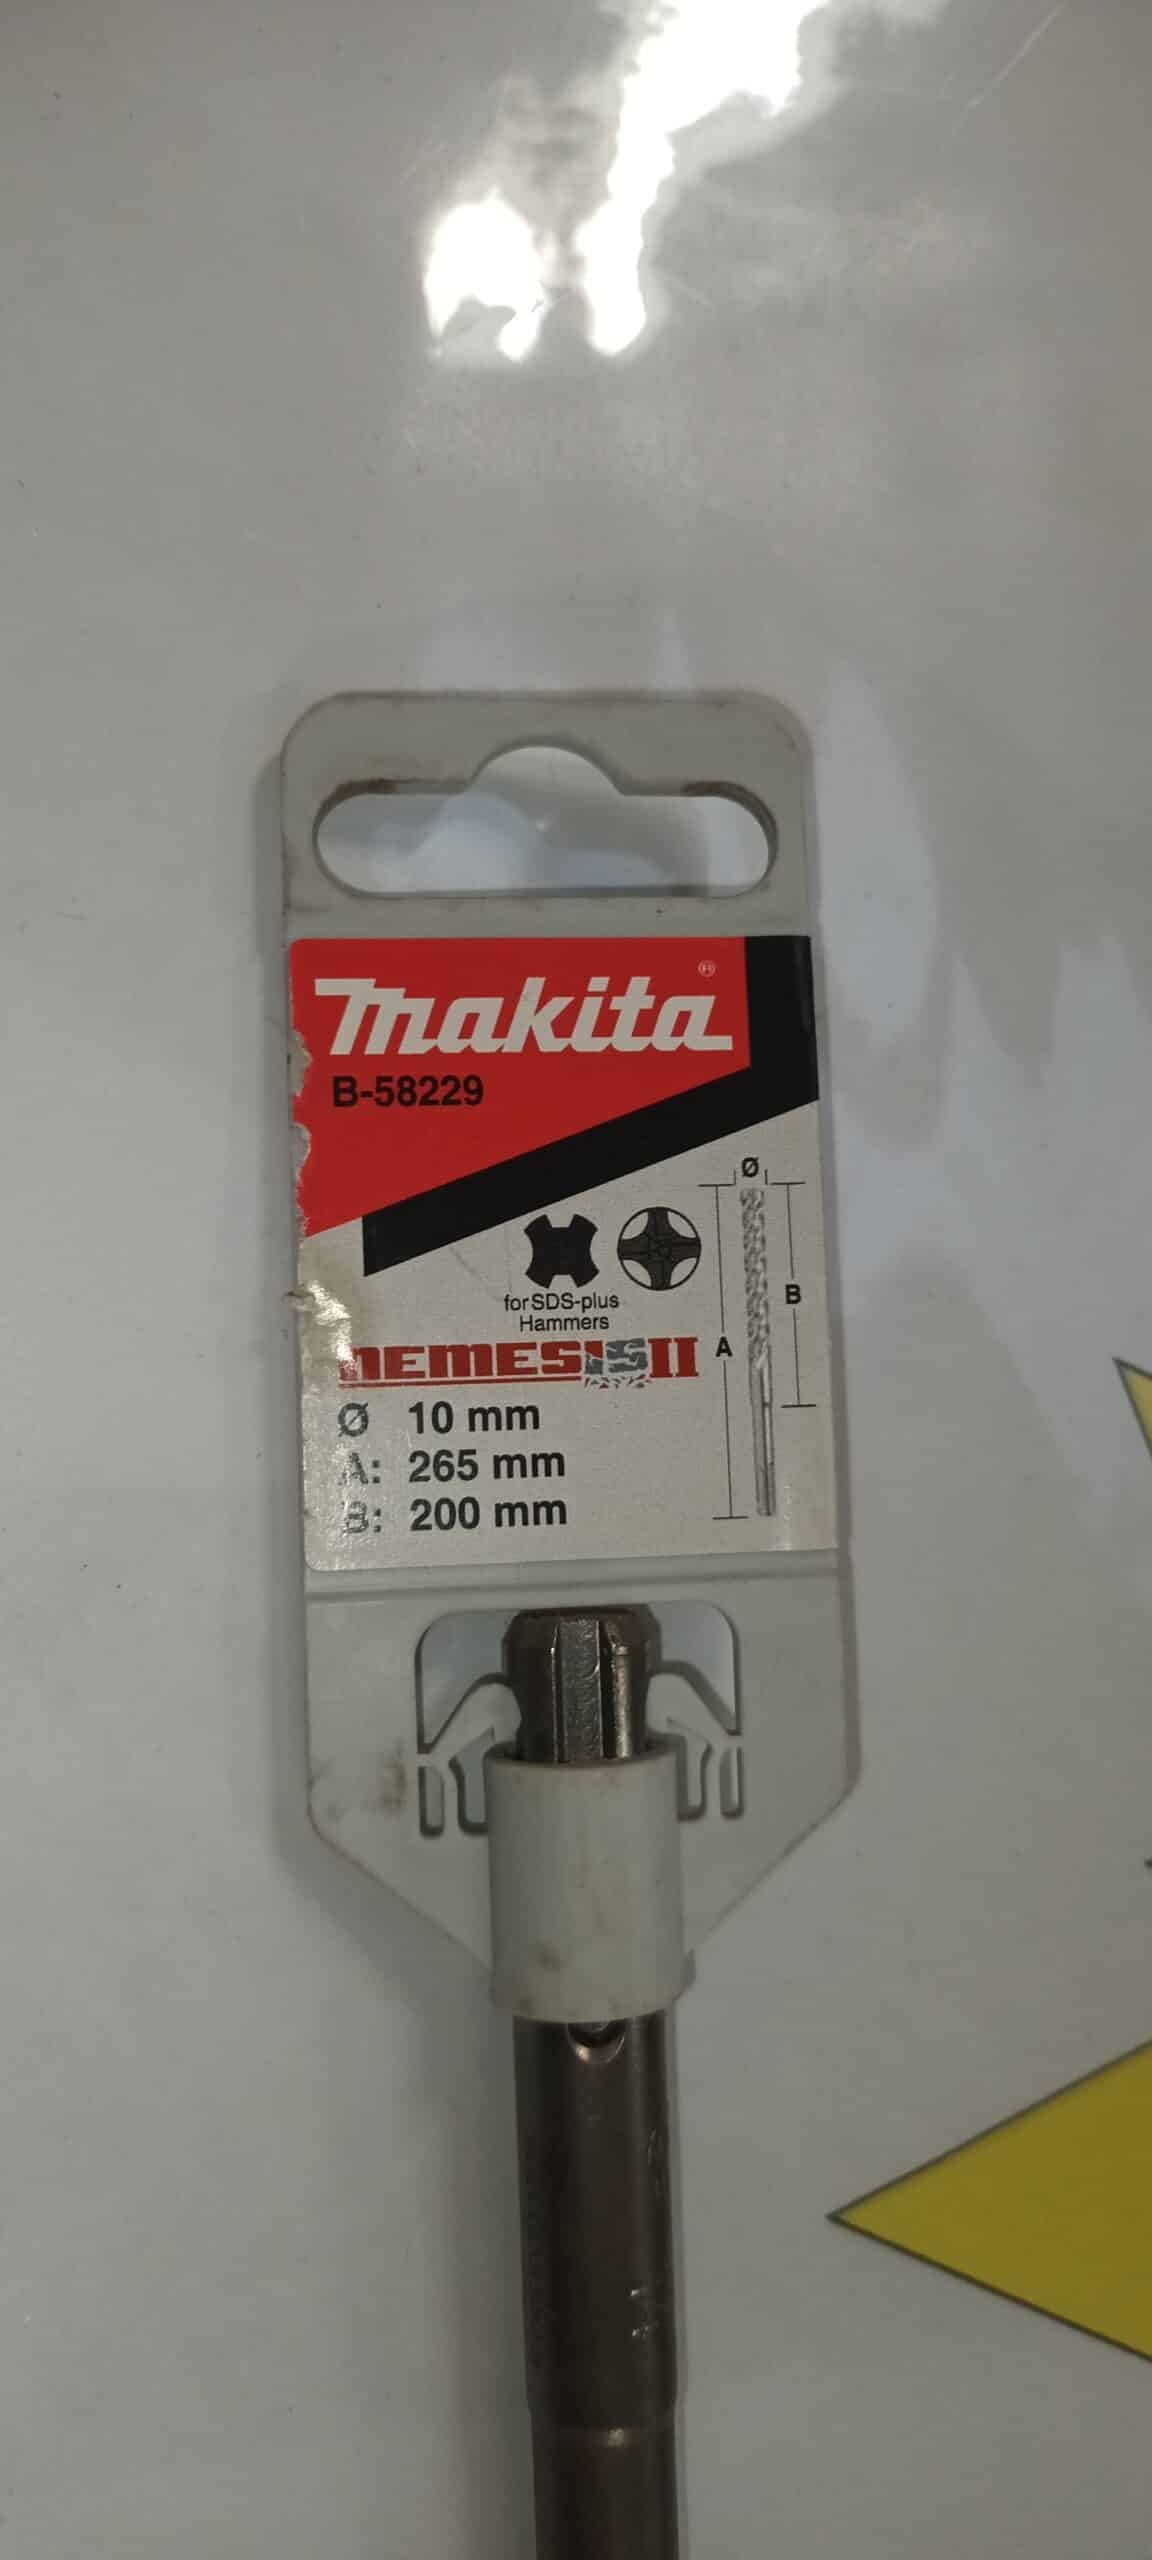 makita
B-58229
Ø
B
A
for SDS-plus
Hammers
NEMESIS II
Ø 10 mm
A: 265 mm
B: 200 mm